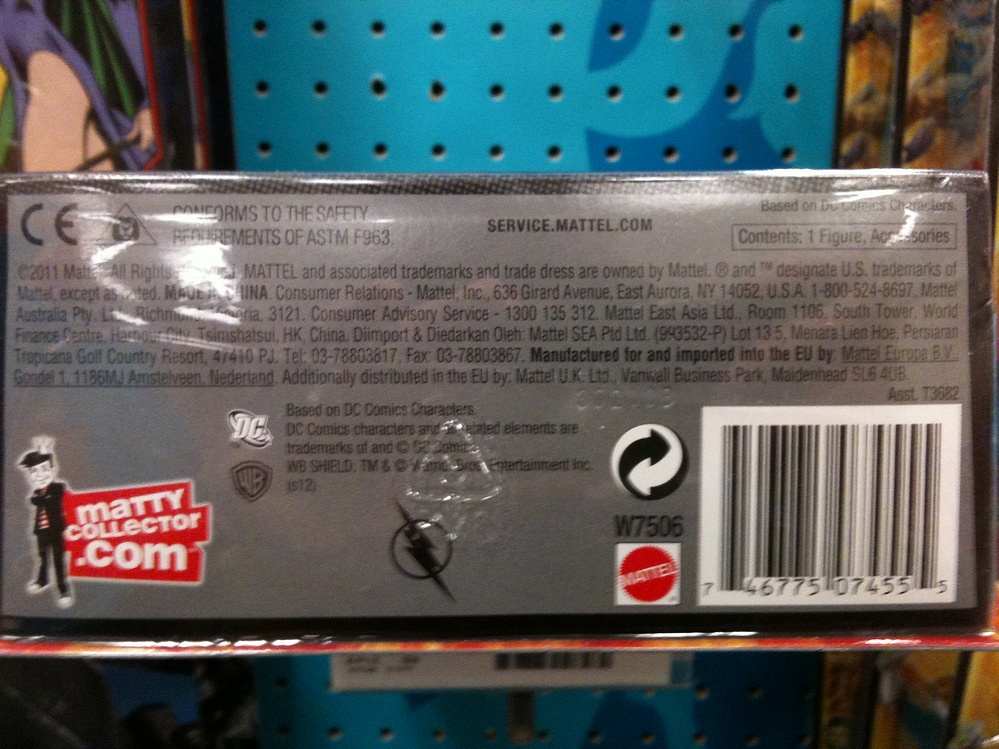 CE
CONFORMS TO THE SAFETY
REQUIREMENTS OF ASTM F963
SERVICE.MATTEL.COM
Based on DC Comics Characters.
Contents: 1 Figure, Accessories
©2011 Mattel. All Rights MATTEL and associated trademarks and trade dress are owned by Mattel. ® and ™ designate U.S. trademarks of
Mattel, except as noted. MADE IN CHINA. Consumer Relations - Mattel, Inc., 636 Girard Avenue, East Aurora, NY 14052, U.S.A. 1-800-524-8697. Mattel
Australia Pty. 3121. Consumer Advisory Service - 1300 135 312. Mattel East Asia Ltd., Room 1106, South Tower, World
Finance Centre, Harbour City, Tsimshatsui, HK, China. Diimport & Diedarkan Oleh: Mattel SEA Ptd Ltd. (993532-P) Lot 13.5, Menara Lien Hoe, Persiaran
Tropicana Golf Country Resort, 47410 PJ. Tel: 03-78803817, Fax: 03-78803867. Manufactured for and imported into the EU by: Mattel Europa B.V.
Gondel 1, 1186MJ Amstelveen, Nederland. Additionally distributed in the EU by: Mattel U.K. Ltd., Vanwall Business Park, Maidenhead SL6 4UB
Asst. T3682
DC
Based on DC Comics Characters.
DC Comics characters and related elements are
trademarks of and © DC Comics.
WB
WB SHIELD: TM & © Warner Bros. Entertainment Inc.
(s12)
MATTY
COLLECTOR
.COM
W7506
MATTEL
7 46775 07455 5